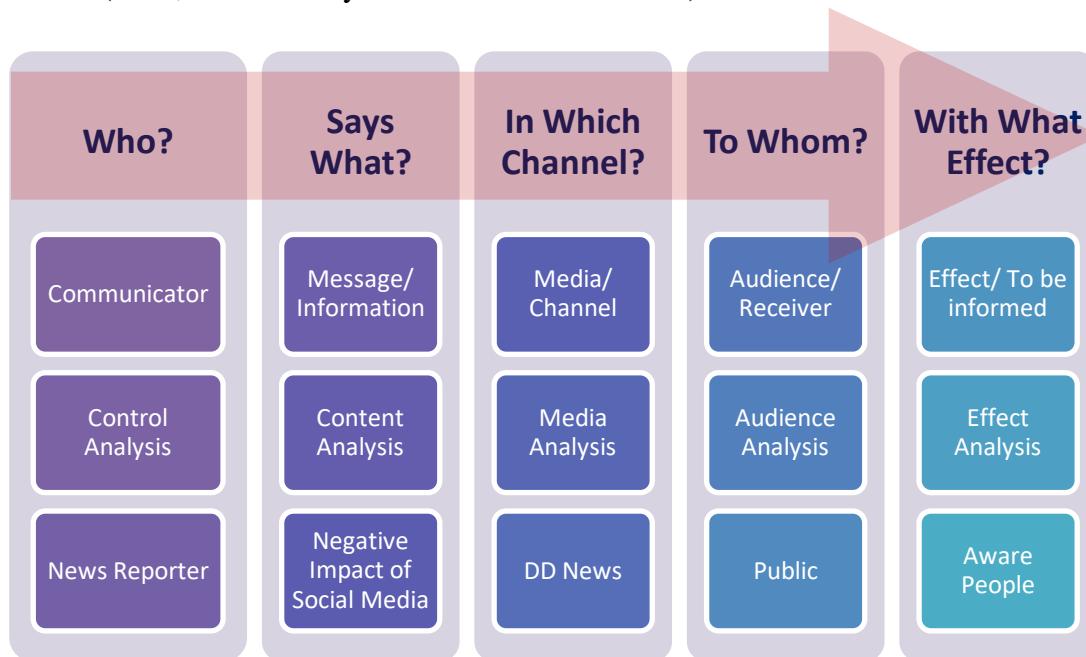 Who?
Says
What?
In Which
Channel?
To Whom?
With What
Effect?
Communicator
Message/
Information
Media/
Channel
Audience/
Receiver
Effect/ To be
informed
Control
Analysis
Content
Analysis
Media
Analysis
Audience
Analysis
Effect
Analysis
News Reporter
Negative
Impact of
Social Media
DD News
Public
Aware
People